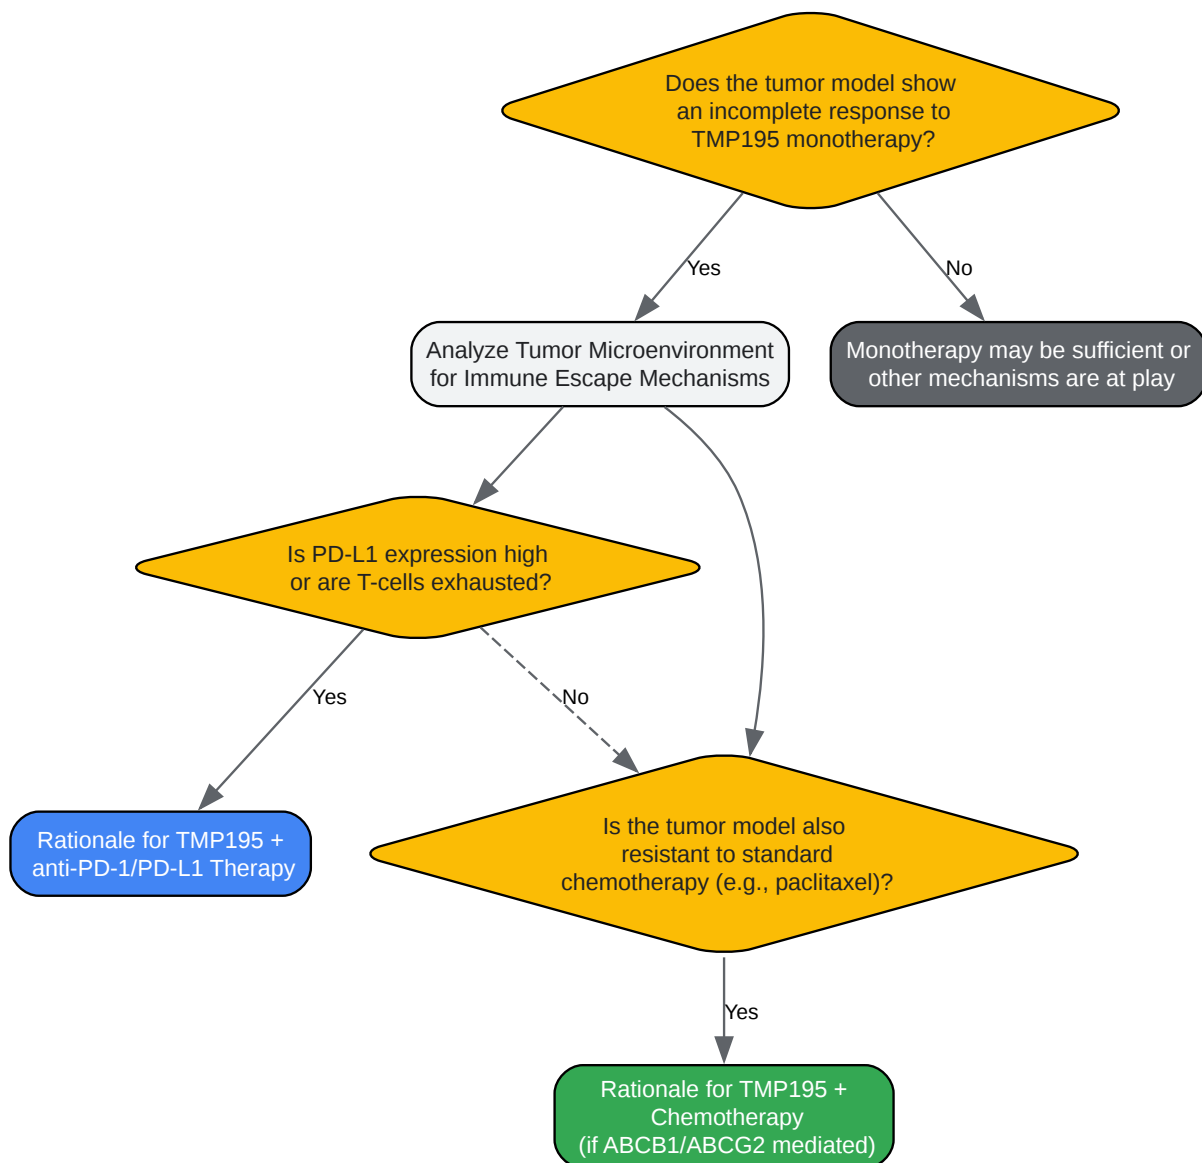 Does the tumor model show
an incomplete response to
TMP195 monotherapy?
Yes
No
Analyze Tumor Microenvironment
for Immune Escape Mechanisms
Monotherapy may be sufficient or
other mechanisms are at play
Is PD-L1 expression high
or are T-cells exhausted?
Yes
No
Rationale for TMP195 +
anti-PD-1/PD-L1 Therapy
Is the tumor model also
resistant to standard
chemotherapy (e.g., paclitaxel)?
Yes
Rationale for TMP195 +
Chemotherapy
(if ABCB1/ABCG2 mediated)